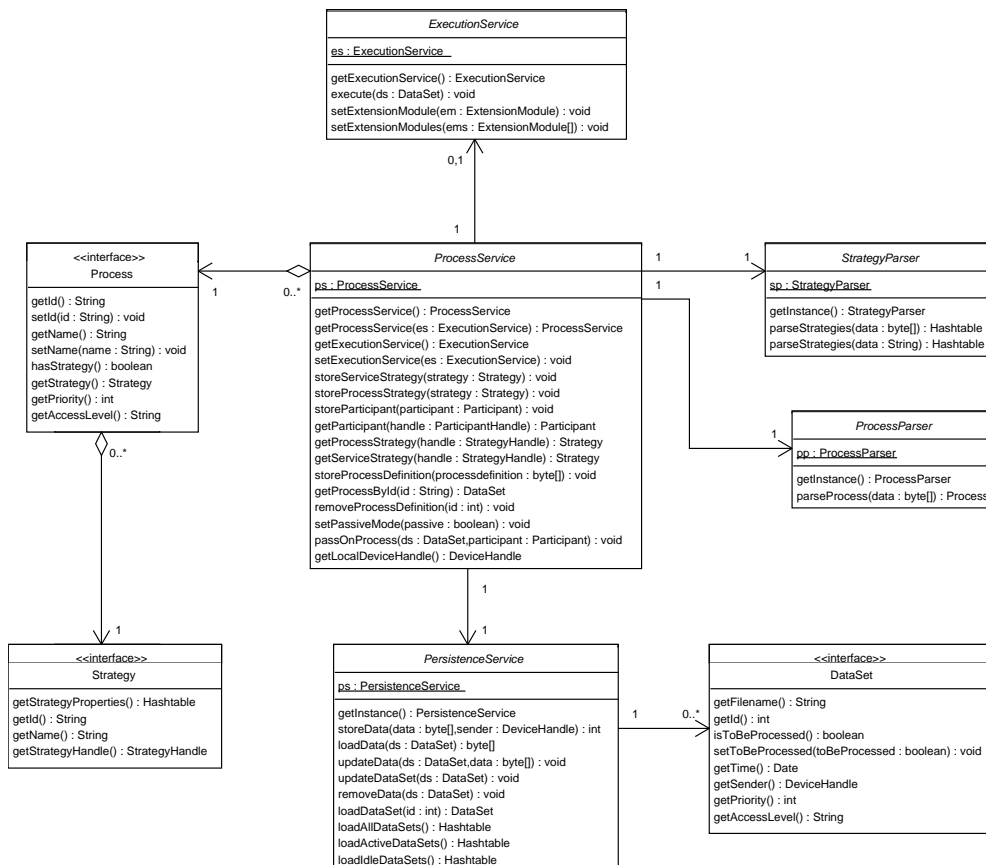 ExecutionService
es : ExecutionService
getExecutionService() : ExecutionService
execute(ds : DataSet) : void
setExtensionModule(em : ExtensionModule) : void
setExtensionModules(ems : ExtensionModule[]) : void
0,1
1
<<interface>>
Process
getId() : String
setId(id : String) : void
getName() : String
setName(name : String) : void
hasStrategy() : boolean
getStrategy() : Strategy
getPriority() : int
getAccessLevel() : String
1
0..*
0..*
1
ProcessService
ps : ProcessService
getProcessService() : ProcessService
getProcessService(es : ExecutionService) : ProcessService
getExecutionService() : ExecutionService
setExecutionService(es : ExecutionService) : void
storeServiceStrategy(strategy : Strategy) : void
storeProcessStrategy(strategy : Strategy) : void
storeParticipant(participant : Participant) : void
getParticipant(handle : ParticipantHandle) : Participant
getProcessStrategy(handle : StrategyHandle) : Strategy
getServiceStrategy(handle : StrategyHandle) : Strategy
storeProcessDefinition(processdefinition : byte[]) : void
getProcessById(id : String) : DataSet
removeProcessDefinition(id : int) : void
setPassiveMode(passive : boolean) : void
passOnProcess(ds : DataSet,participant : Participant) : void
getLocalDeviceHandle() : DeviceHandle
1
1
StrategyParser
sp : StrategyParser
getInstance() : StrategyParser
parseStrategies(data : byte[]) : Hashtable
parseStrategies(data : String) : Hashtable
1
1
ProcessParser
pp : ProcessParser
getInstance() : ProcessParser
parseProcess(data : byte[]) : Process
1
1
<<interface>>
Strategy
getStrategyProperties() : Hashtable
getId() : String
getName() : String
getStrategyHandle() : StrategyHandle
PersistenceService
ps : PersistenceService
getInstance() : PersistenceService
storeData(data : byte[],sender : DeviceHandle) : int
loadData(ds : DataSet) : byte[]
updateData(ds : DataSet,data : byte[]) : void
updateDataSet(ds : DataSet) : void
removeData(ds : DataSet) : void
loadDataSet(id : int) : DataSet
loadAllDataSets() : Hashtable
loadActiveDataSets() : Hashtable
loadIdleDataSets() : Hashtable
1
0..*
<<interface>>
DataSet
getFilename() : String
getId() : int
isToBeProcessed() : boolean
setToBeProcessed(toBeProcessed : boolean) : void
getTime() : Date
getSender() : DeviceHandle
getPriority() : int
getAccessLevel() : String